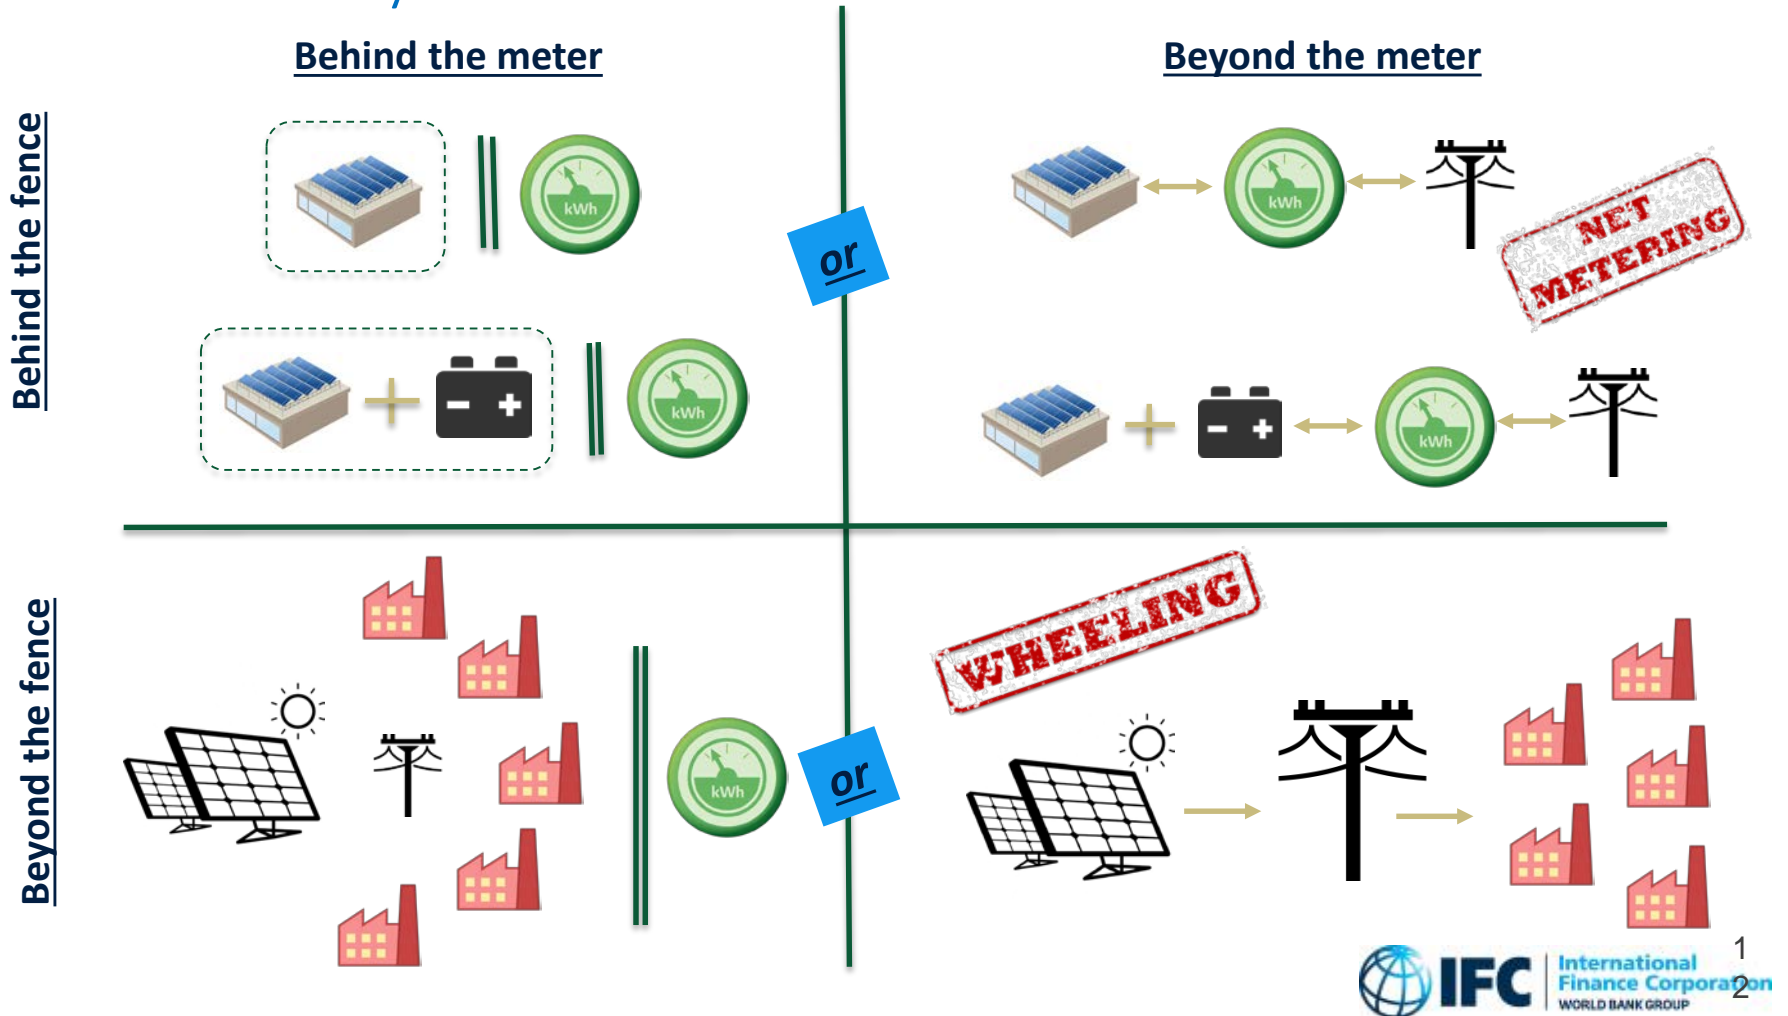 Behind the meter
Beyond the meter
Behind the fence
kWh
kWh
or
NET
METERING
kWh
kWh
Beyond the fence
WHEELING
kWh
or
IFC
International
Finance Corporation
WORLD BANK GROUP
1
2